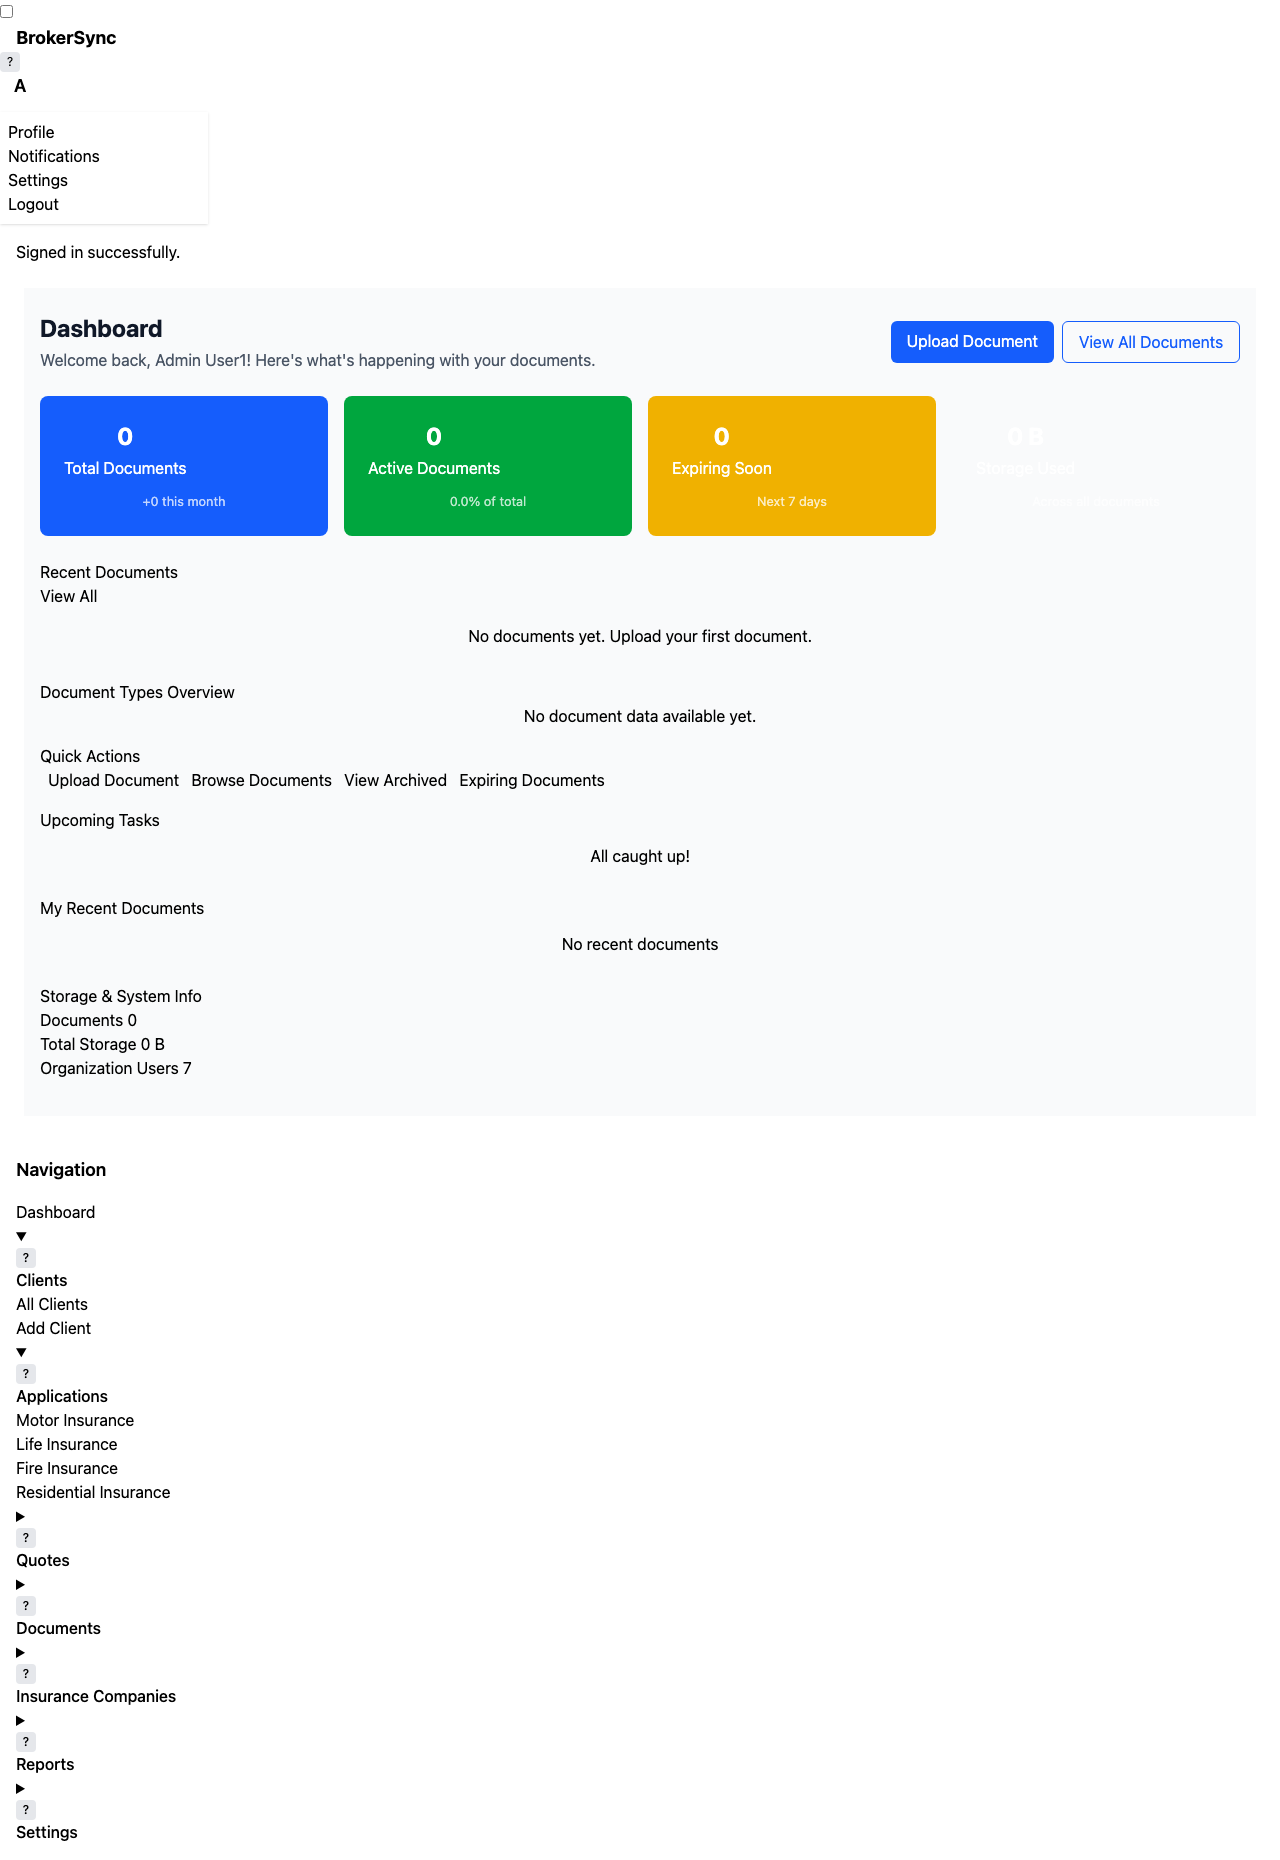 BrokerSync
?
A
Profile
Notifications
Settings
Logout
Signed in successfully.
Dashboard
Welcome back, Admin User1! Here's what's happening with your documents.
Upload Document
View All Documents
0
Total Documents
+0 this month
0
Active Documents
0.0% of total
0
Expiring Soon
Next 7 days
0 B
Storage Used
Recent Documents
View All
No documents yet. Upload your first document.
Document Types Overview
No document data available yet.
Quick Actions
Upload Document Browse Documents View Archived Expiring Documents
Upcoming Tasks
All caught up!
My Recent Documents
No recent documents
Storage & System Info
Documents 0
Total Storage 0 B
Organization Users 7
Navigation
Dashboard
?
Clients
All Clients
Add Client
?
Applications
Motor Insurance
Life Insurance
Fire Insurance
Residential Insurance
?
Quotes
?
Documents
?
Insurance Companies
?
Reports
?
Settings